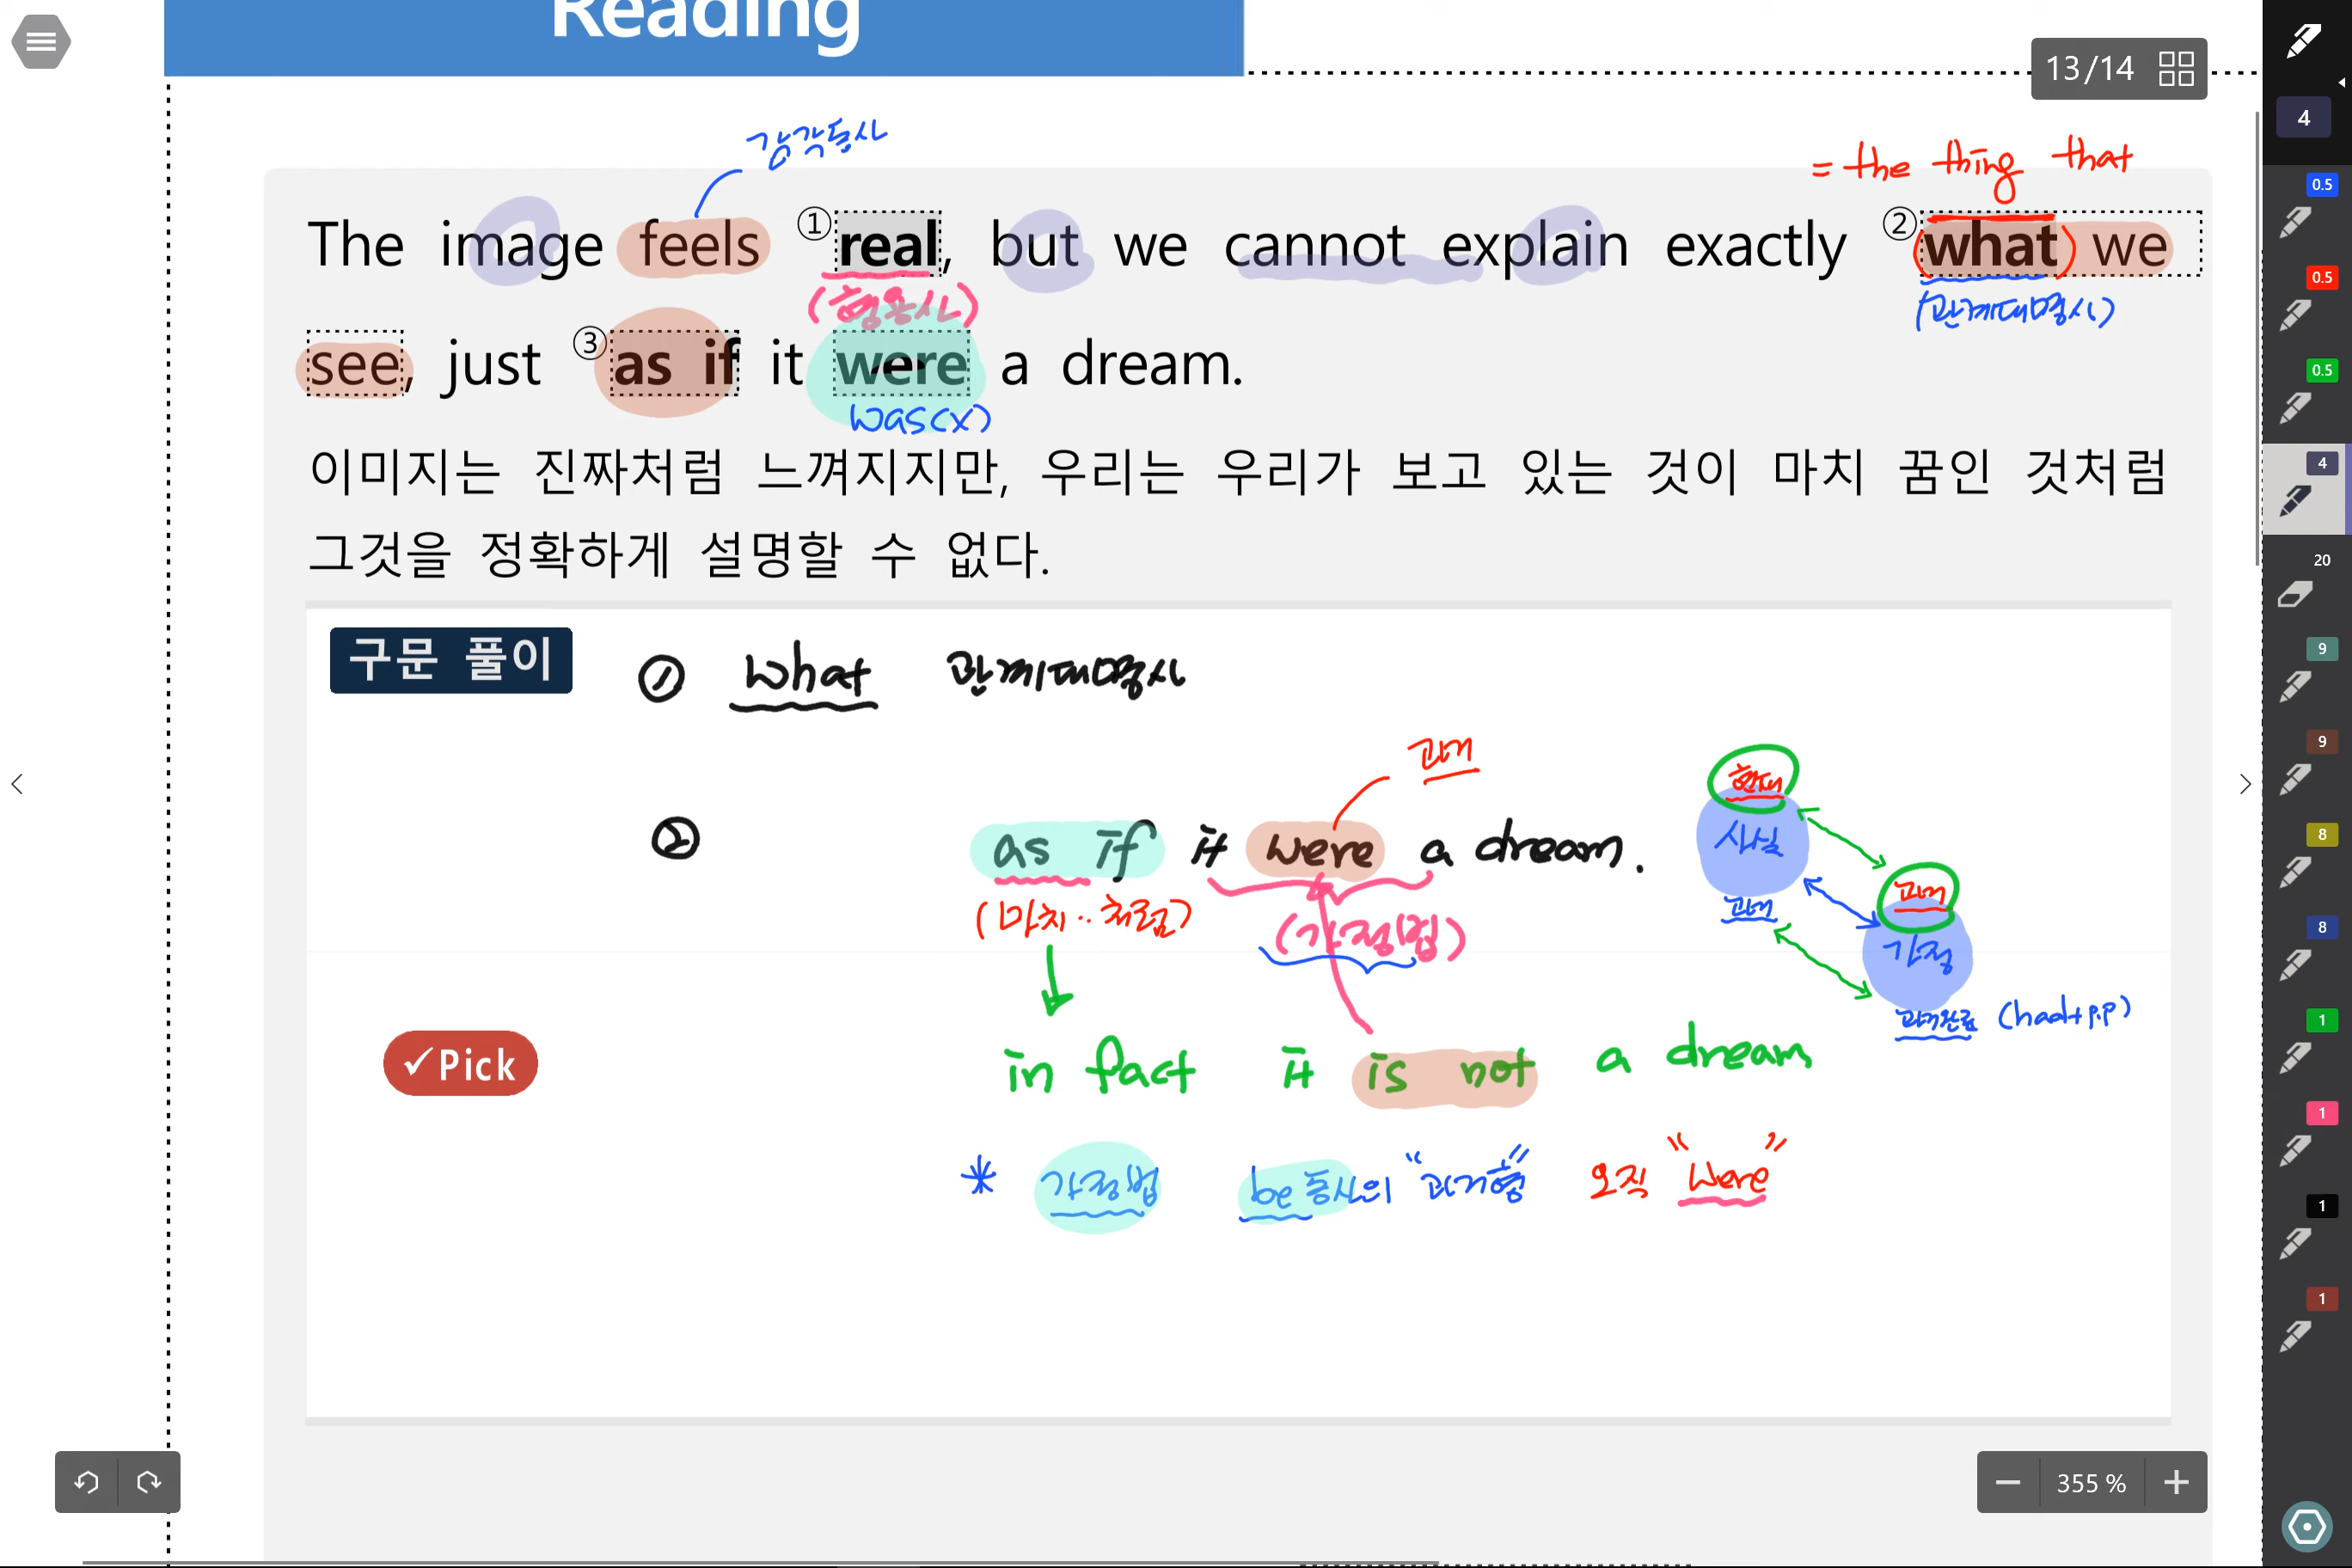 Reading
13/14
감각동사
= the thing that
The image feels ①real, but we cannot explain exactly ②what we
(형용사)
(관계대명사)
see, just ③as if it were a dream.
was(x)
이미지는 진짜처럼 느껴지지만, 우리는 우리가 보고 있는 것이 마치 꿈인 것처럼
그것을 정확하게 설명할 수 없다.
구문 풀이
① what 관계대명사
과거
② as if it were a dream.
(마치.. 처럼)
(가정법)
현재
사실
과거
과거
가정
과거완료 (had+p.p)
✓Pick
in fact it is not a dream
* 가정법 be동사의 "과거형" 오직 "were"
355 %
4
0.5
0.5
0.5
4
20
9
9
8
8
1
1
1
1